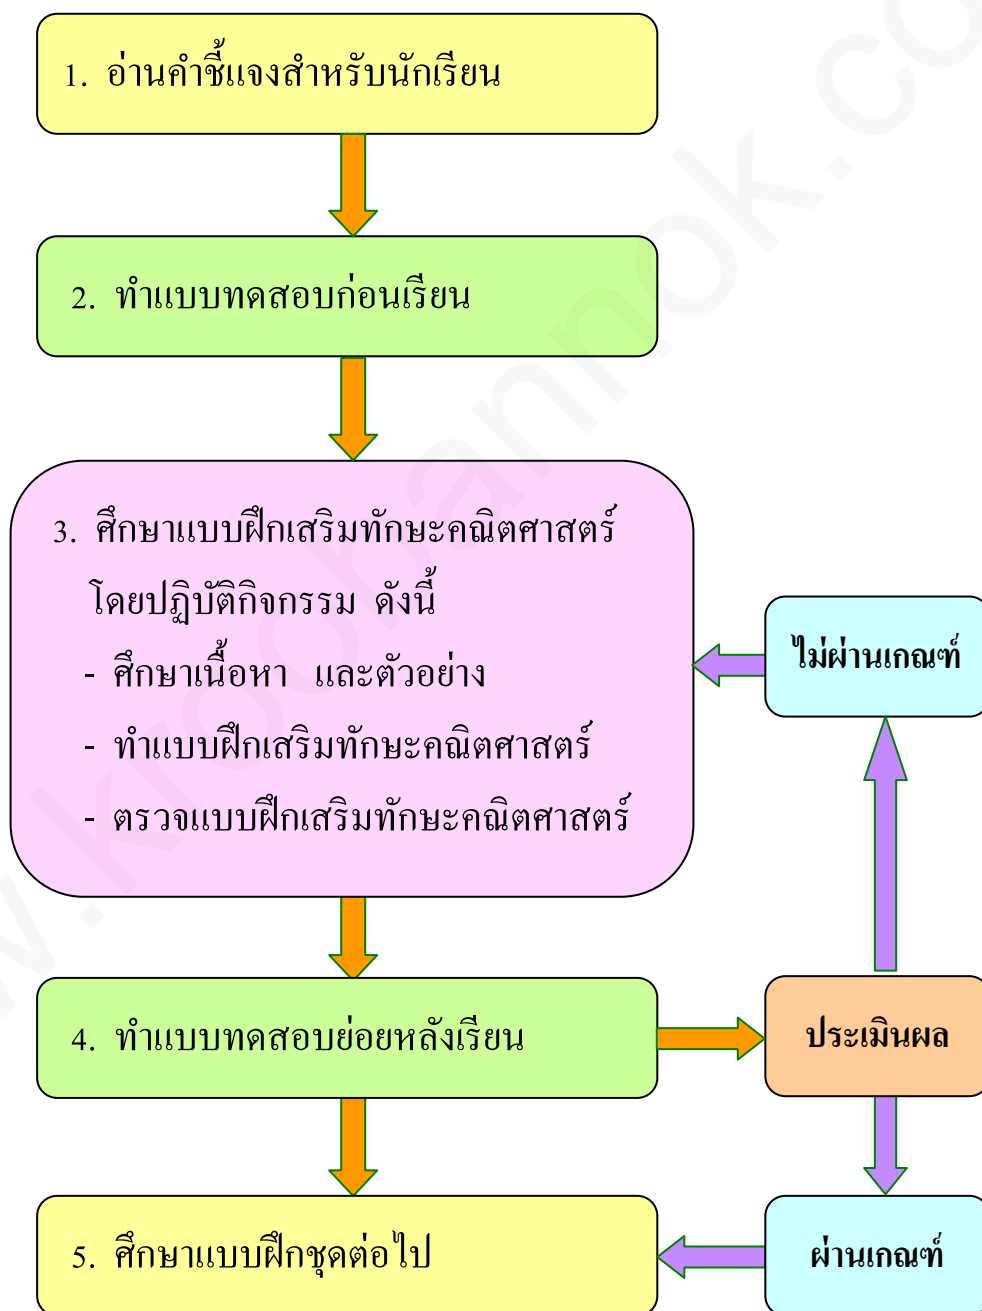 1. อ่านคำชี้แจงสำหรับนักเรียน
2. ทำแบบทดสอบก่อนเรียน
3. ศึกษาแบบฝึกเสริมทักษะคณิตศาสตร์
โดยปฏิบัติกิจกรรม ดังนี้
- ศึกษาเนื้อหา และตัวอย่าง
- ทำแบบฝึกเสริมทักษะคณิตศาสตร์
- ตรวจแบบฝึกเสริมทักษะคณิตศาสตร์
ไม่ผ่านเกณฑ์
4. ทำแบบทดสอบย่อยหลังเรียน
ประเมินผล
5. ศึกษาแบบฝึกชุดต่อไป
ผ่านเกณฑ์
w.kroobannok.co